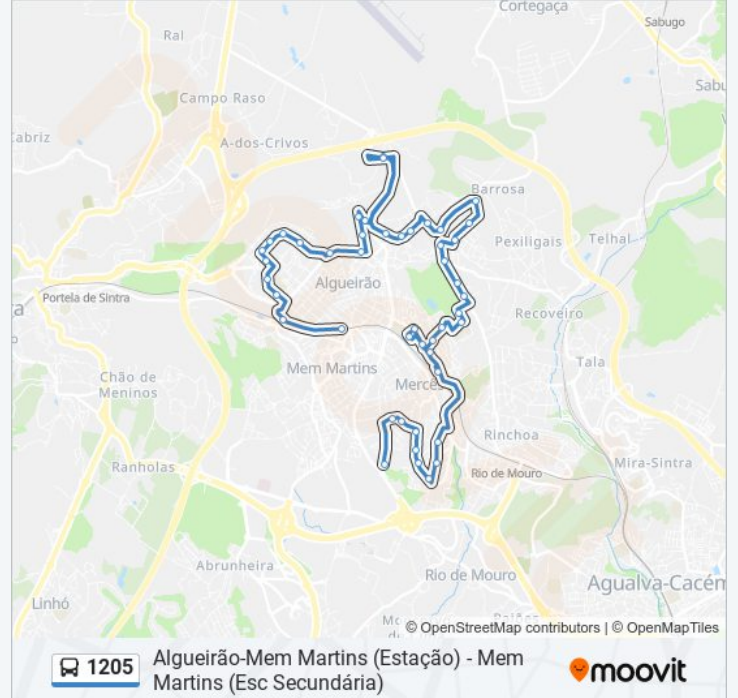 Cortegaça
Sabugo
Ral
Sabu
Campo Raso
abriz
A-dos-Crivos
Barrosa
Pexiligais
Telhal
Algueirão
Portela de Sintra
a
Recoveiro
Mem Martins
Tala
Chão de
Meninos
Mercês
Rinchoa
Ranholas
Rio de Mouro
Mira-Sintra
Abrunheira
Rio de Mouro
Agualva-Cacém
Linhó
© OpenStreetMap contributors | © OpenMapTiles
1205
Algueirão-Mem Martins (Estação) - Mem
Martins (Esc Secundária)
moovit